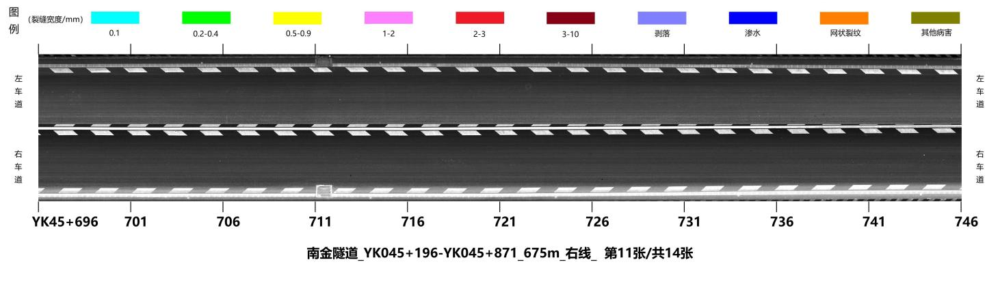 图例
(裂缝宽度/mm)
0.1
0.2-0.4
0.5-0.9
1-2
2-3
3-10
剥落
渗水
网状裂纹
其他病害
左车道
左车道
右车道
右车道
YK45+696 701 706 711 716 721 726 731 736 741 746
南金隧道_YK045+196-YK045+871_675m_右线_ 第11张/共14张